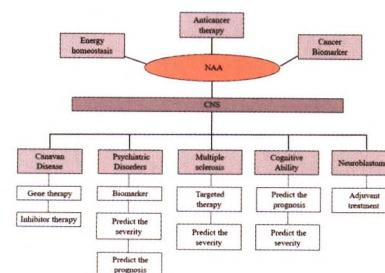 Anticancer
therapy
Energy
homeostasis
Cancer
Biomarker
NAA
CNS
Canavan
Disease
Psychiatric
Disorders
Multiple
sclerosis
Cognitive
Ability
Neuroblastoma
Gene therapy
Biomarker
Targeted
therapy
Predict the
prognosis
Adjuvant
treatment
Inhibitor therapy
Predict the
severity
Predict the
severity
Predict the
severity
Predict the
prognosis